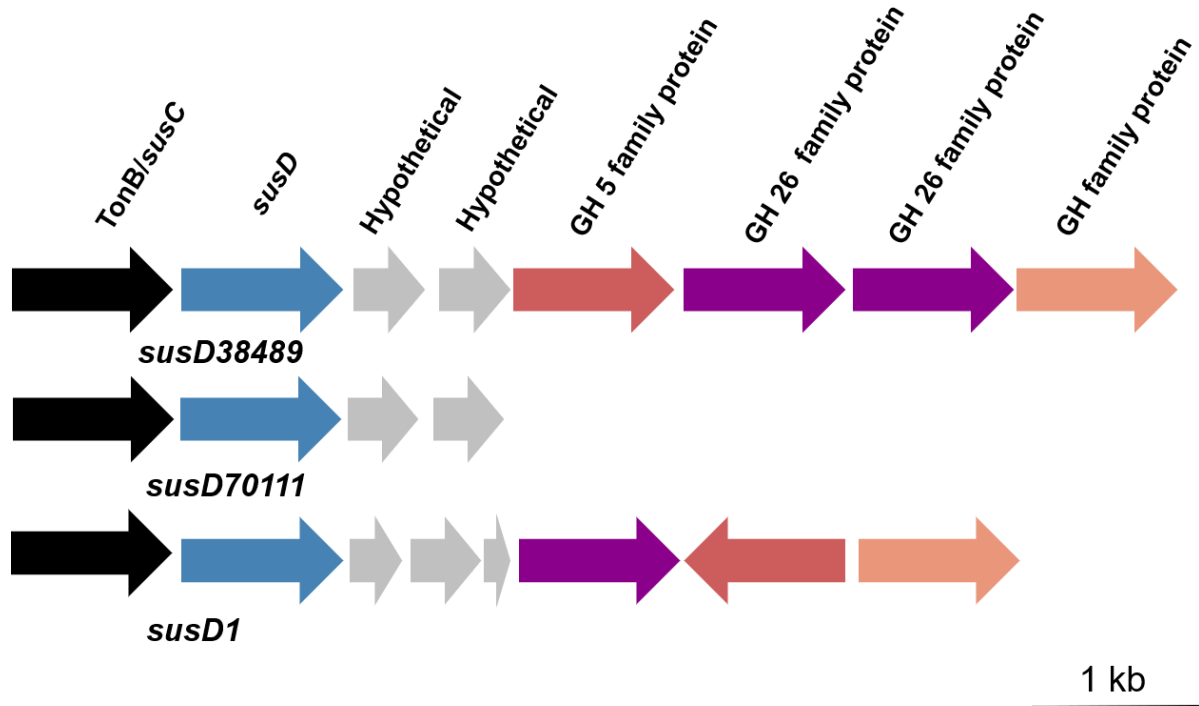 TonB/susC
susD
Hypothetical
Hypothetical
GH 5 family protein
GH 26 family protein
GH 26 family protein
GH family protein
susD38489
susD70111
susD1
1 kb